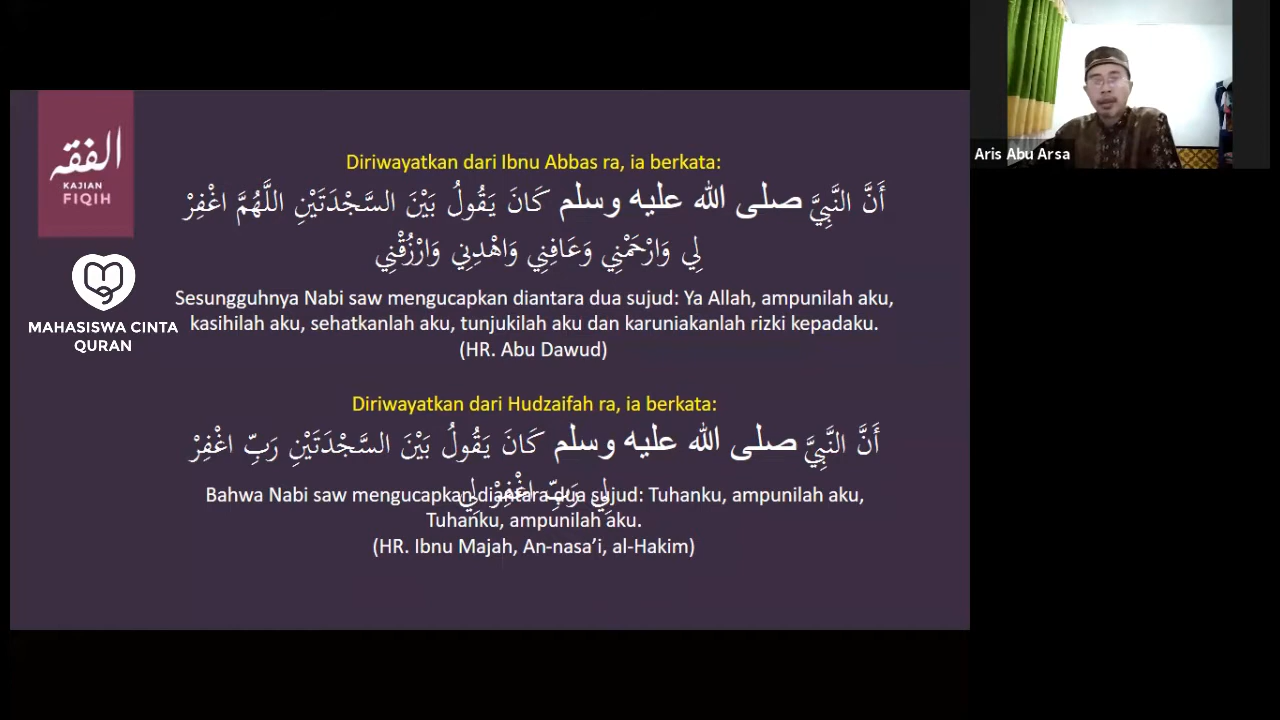 Aris Abu Arsa
الفقه
KAJIAN
FIQIH
MAHASISWA CINTA
QURAN
Diriwayatkan dari Ibnu Abbas ra, ia berkata:
أَنَّ النَّبِيَّ صلى الله عليه وسلم كَانَ يَقُولُ بَيْنَ السَّجْدَتَيْنِ اللَّهُمَّ اغْفِرْ
لِي وَارْحَمْنِي وَعَافِنِي وَاهْدِنِي وَارْزُقْنِي
Sesungguhnya Nabi saw mengucapkan diantara dua sujud: Ya Allah, ampunilah aku,
kasihilah aku, sehatkanlah aku, tunjukilah aku dan karuniakanlah rizki kepadaku.
(HR. Abu Dawud)
Diriwayatkan dari Hudzaifah ra, ia berkata:
أَنَّ النَّبِيَّ صلى الله عليه وسلم كَانَ يَقُولُ بَيْنَ السَّجْدَتَيْنِ رَبِّ اغْفِرْ
لِي رَبِّ اغْفِرْ لِي
Bahwa Nabi saw mengucapkan diantara dua sujud: Tuhanku, ampunilah aku,
Tuhanku, ampunilah aku.
(HR. Ibnu Majah, An-nasa’i, al-Hakim)